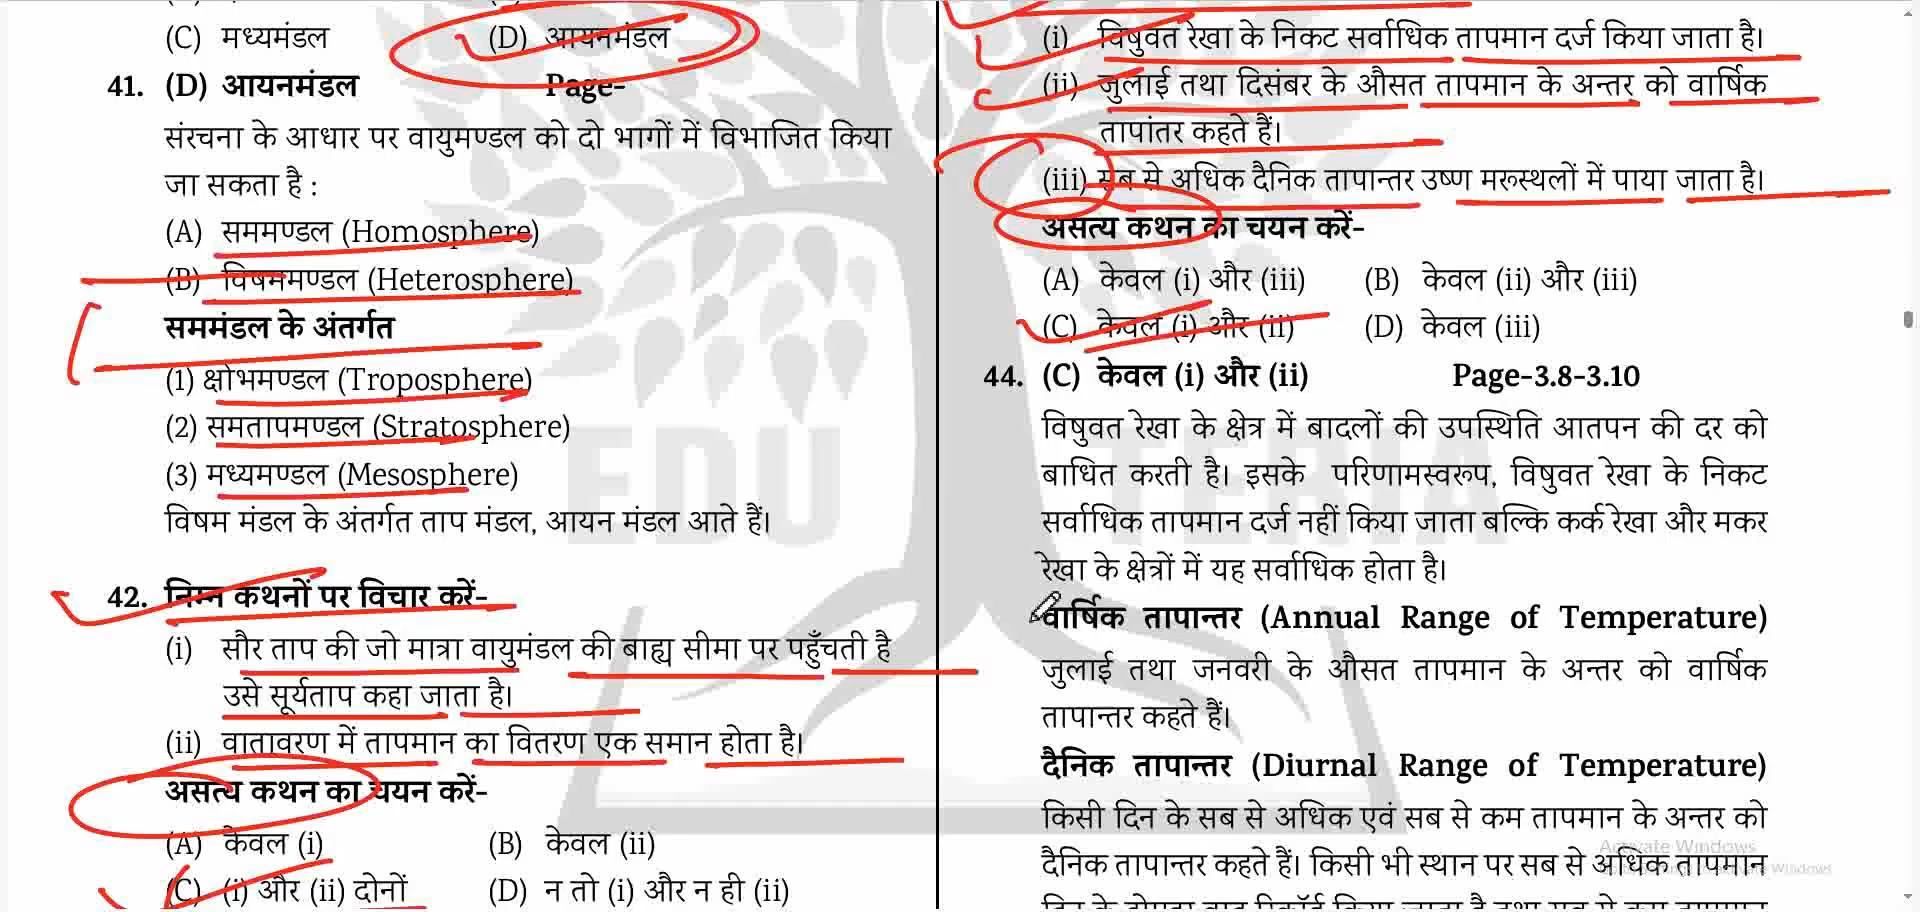 (C) मध्यमंडल (D) आयनमंडल
41. (D) आयनमंडल Page-
संरचना के आधार पर वायुमण्डल को दो भागों में विभाजित किया
जा सकता है :
(A) सममण्डल (Homosphere)
(B) विषममण्डल (Heterosphere)
सममंडल के अंतर्गत
(1) क्षोभमण्डल (Troposphere)
(2) समतापमण्डल (Stratosphere)
(3) मध्यमण्डल (Mesosphere)
विषम मंडल के अंतर्गत ताप मंडल, आयन मंडल आते हैं।
42. निम्न कथनों पर विचार करें-
(i) सौर ताप की जो मात्रा वायुमंडल की बाह्य सीमा पर पहुँचती है
उसे सूर्यताप कहा जाता है।
(ii) वातावरण में तापमान का वितरण एक समान होता है।
असत्य कथन का चयन करें-
(A) केवल (i) (B) केवल (ii)
(C) (i) और (ii) दोनों (D) न तो (i) और न ही (ii)
(i) विषुवत रेखा के निकट सर्वाधिक तापमान दर्ज किया जाता है।
(ii) जुलाई तथा दिसंबर के औसत तापमान के अन्तर को वार्षिक
तापांतर कहते हैं।
(iii) सब से अधिक दैनिक तापान्तर उष्ण मरूस्थलों में पाया जाता है।
असत्य कथन का चयन करें-
(A) केवल (i) और (iii) (B) केवल (ii) और (iii)
(C) केवल (i) और (ii) (D) केवल (iii)
44. (C) केवल (i) और (ii) Page-3.8-3.10
विषुवत रेखा के क्षेत्र में बादलों की उपस्थिति आतपन की दर को
बाधित करती है। इसके परिणामस्वरूप, विषुवत रेखा के निकट
सर्वाधिक तापमान दर्ज नहीं किया जाता बल्कि कर्क रेखा और मकर
रेखा के क्षेत्रों में यह सर्वाधिक होता है।
वार्षिक तापान्तर (Annual Range of Temperature)
जुलाई तथा जनवरी के औसत तापमान के अन्तर को वार्षिक
तापान्तर कहते हैं।
दैनिक तापान्तर (Diurnal Range of Temperature)
किसी दिन के सब से अधिक एवं सब से कम तापमान के अन्तर को
दैनिक तापान्तर कहते हैं। किसी भी स्थान पर सब से अधिक तापमान
EDU TERIA
Activate Windows